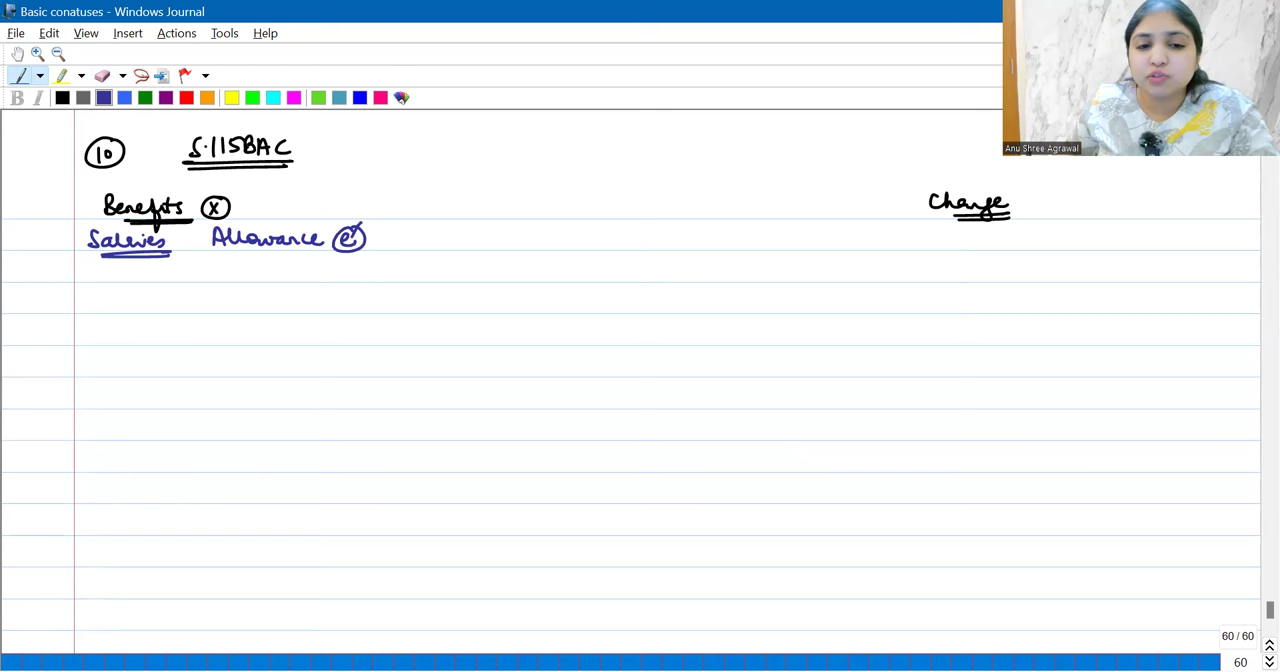 Basic conatuses - Windows Journal
File Edit View Insert Actions Tools Help
B I
Anu Shree Agrawal
10 S.115BAC
Benefits X Change
Salaries Allowance e
60 / 60
60